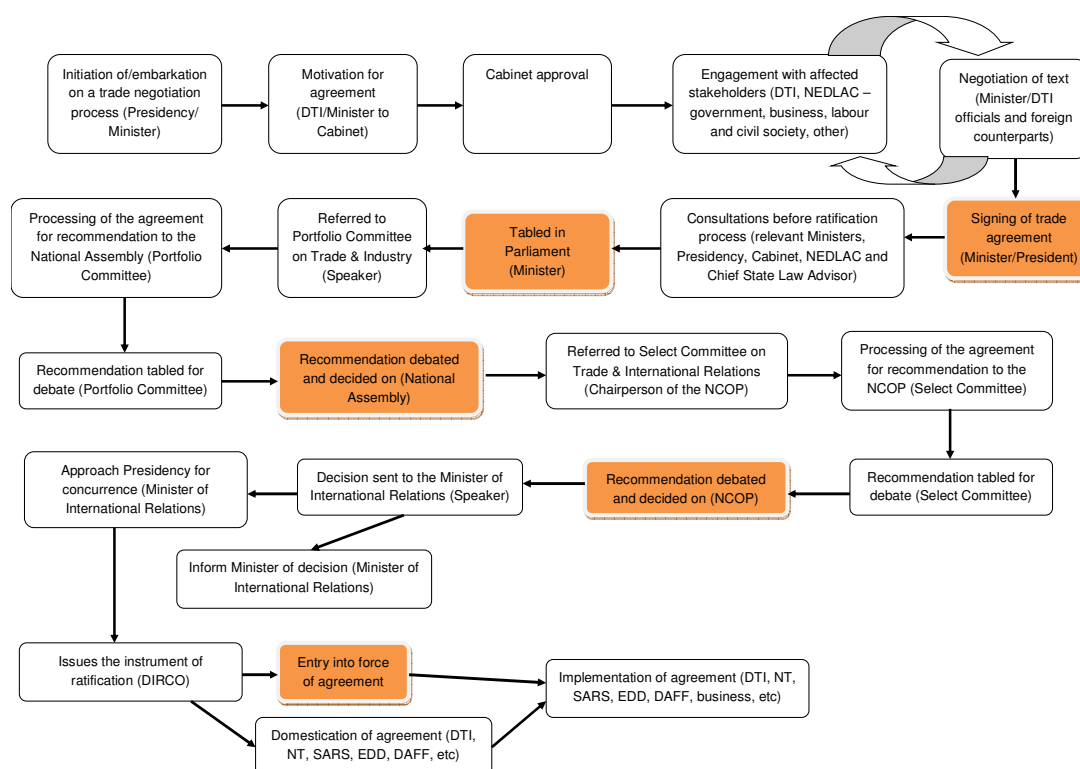 Initiation of/embarkation
on a trade negotiation
process (Presidency/
Minister)
Motivation for
agreement
(DTI/Minister to
Cabinet)
Cabinet approval
Engagement with affected
stakeholders (DTI, NEDLAC –
government, business, labour
and civil society, other)
Negotiation of text
(Minister/DTI
officials and foreign
counterparts)
Signing of trade
agreement
(Minister/President)
Consultations before ratification
process (relevant Ministers,
Presidency, Cabinet, NEDLAC and
Chief State Law Advisor)
Tabled in
Parliament
(Minister)
Referred to
Portfolio Committee
on Trade & Industry
(Speaker)
Processing of the agreement
for recommendation to the
National Assembly (Portfolio
Committee)
Recommendation tabled for
debate (Portfolio Committee)
Recommendation debated
and decided on (National
Assembly)
Referred to Select Committee on
Trade & International Relations
(Chairperson of the NCOP)
Processing of the agreement
for recommendation to the
NCOP (Select Committee)
Recommendation tabled for
debate (Select Committee)
Recommendation debated
and decided on (NCOP)
Decision sent to the Minister of
International Relations (Speaker)
Approach Presidency for
concurrence (Minister of
International Relations)
Inform Minister of decision (Minister of
International Relations)
Issues the instrument of
ratification (DIRCO)
Entry into force
of agreement
Implementation of agreement (DTI, NT,
SARS, EDD, DAFF, business, etc)
Domestication of agreement (DTI,
NT, SARS, EDD, DAFF, etc)